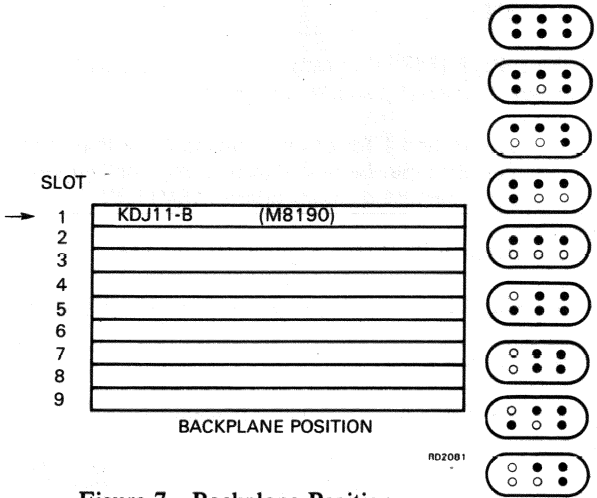 SLOT
1 KDJ11-B (M8190)
2
3
4
5
6
7
8
9
BACKPLANE POSITION
RD2081
Figure 7 Backplane Position